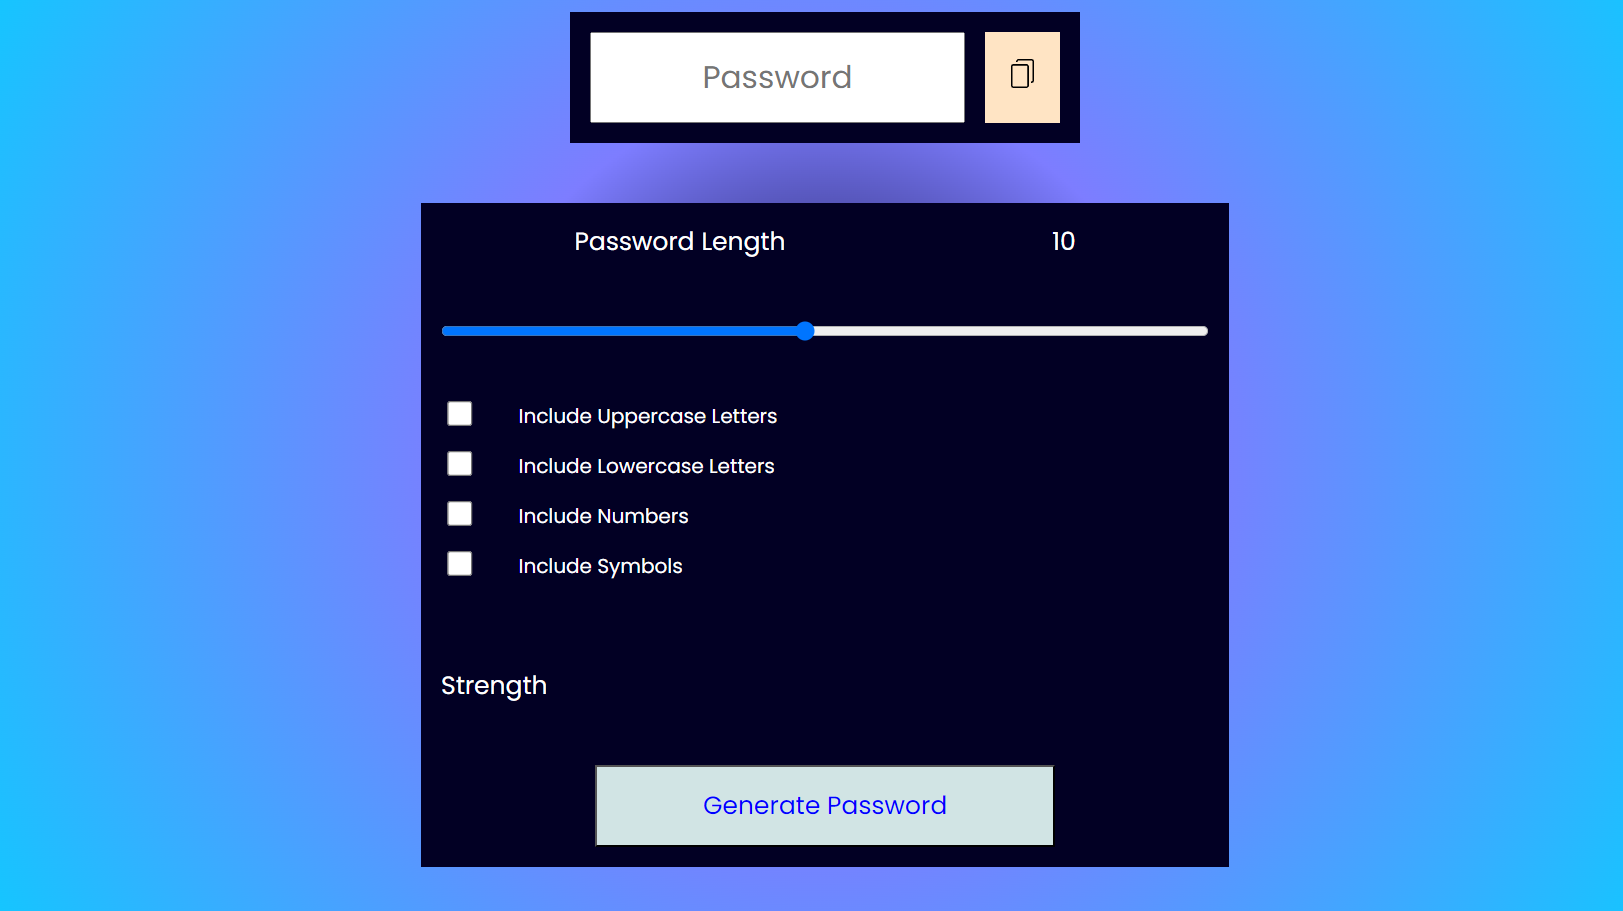 Password
Password Length 10
Include Uppercase Letters
Include Lowercase Letters
Include Numbers
Include Symbols
Strength
Generate Password